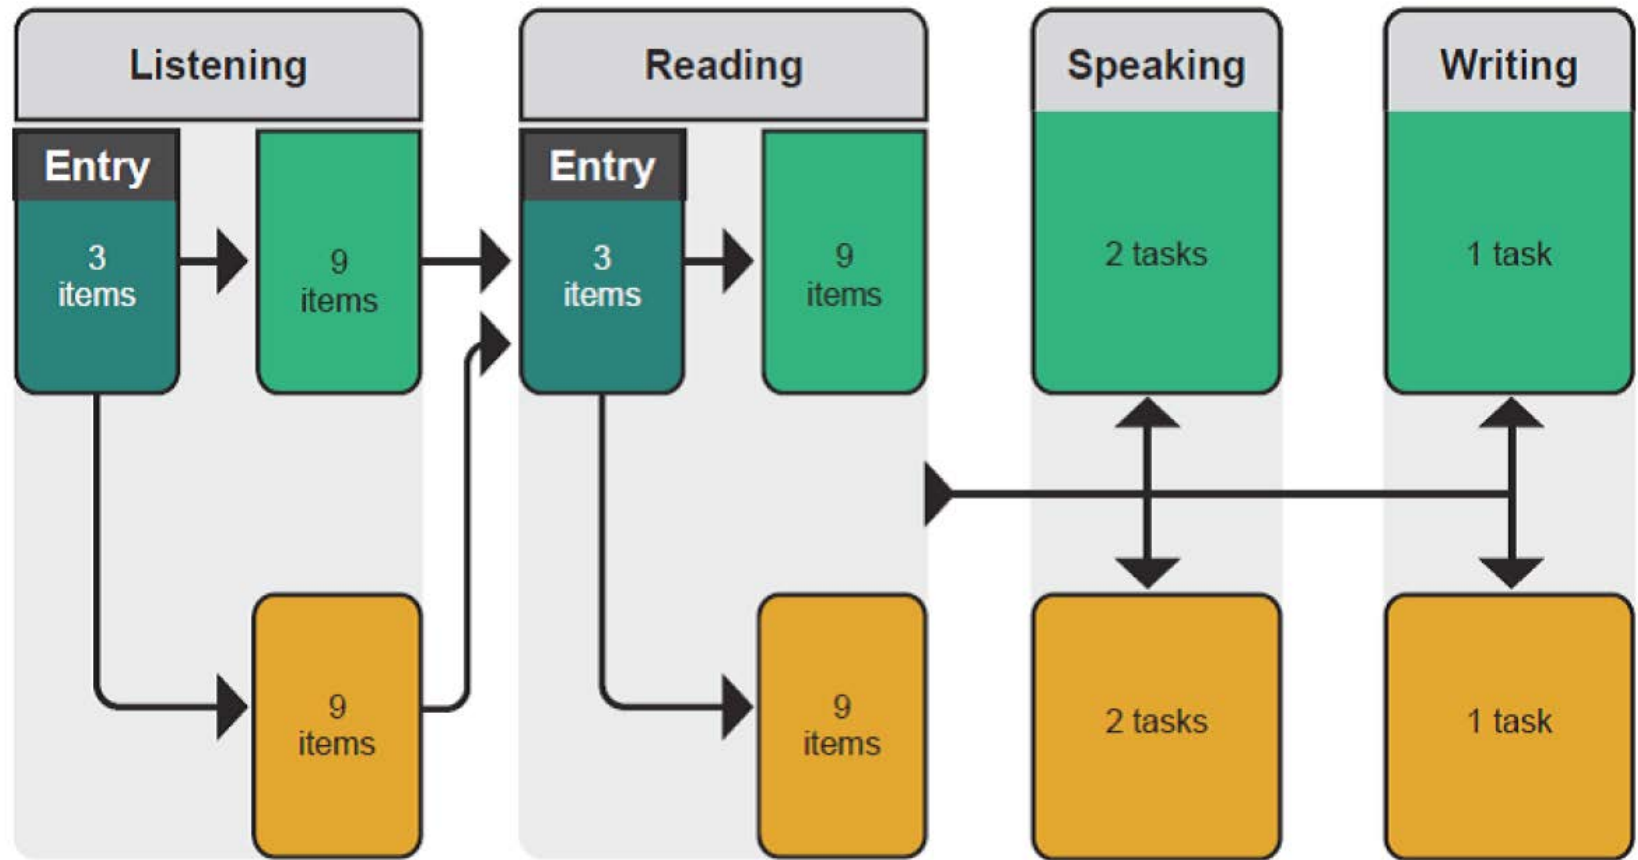 Listening
Reading
Speaking
Writing
Entry
3
items
9
items
Entry
3
items
9
items
2 tasks
1 task
9
items
9
items
2 tasks
1 task